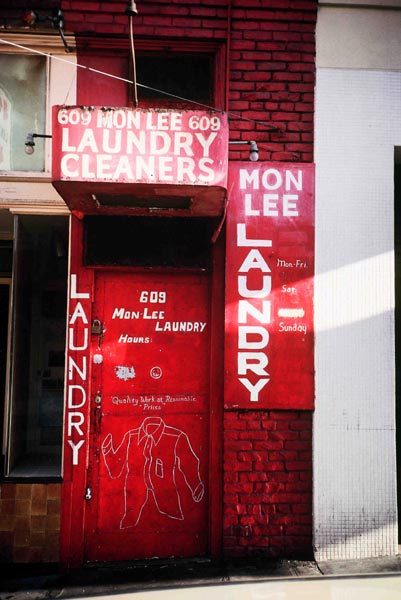 609 MON LEE 609
LAUNDRY
CLEANERS
MON
LEE
LAUNDRY
Mon-Fri.
Sat
Sunday
LAUNDRY
609
MON-LEE
LAUNDRY
HOURS:
"Quality Work at Reasonable
Prices